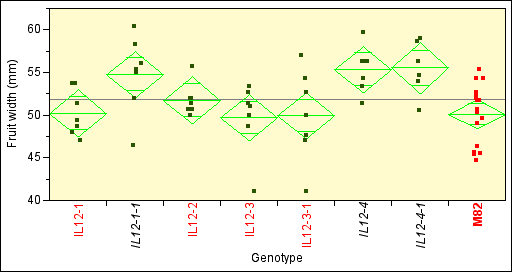 Fruit width (mm)
60
55
50
45
40
IL12-1
IL12-1-1
IL12-2
IL12-3
IL12-3-1
IL12-4
IL12-4-1
M82
Genotype